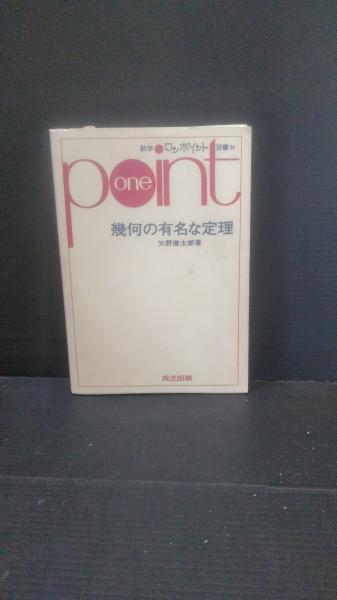 数学ワンポイント双書 36
point
one
幾何の有名な定理
矢野健太郎著
共立出版